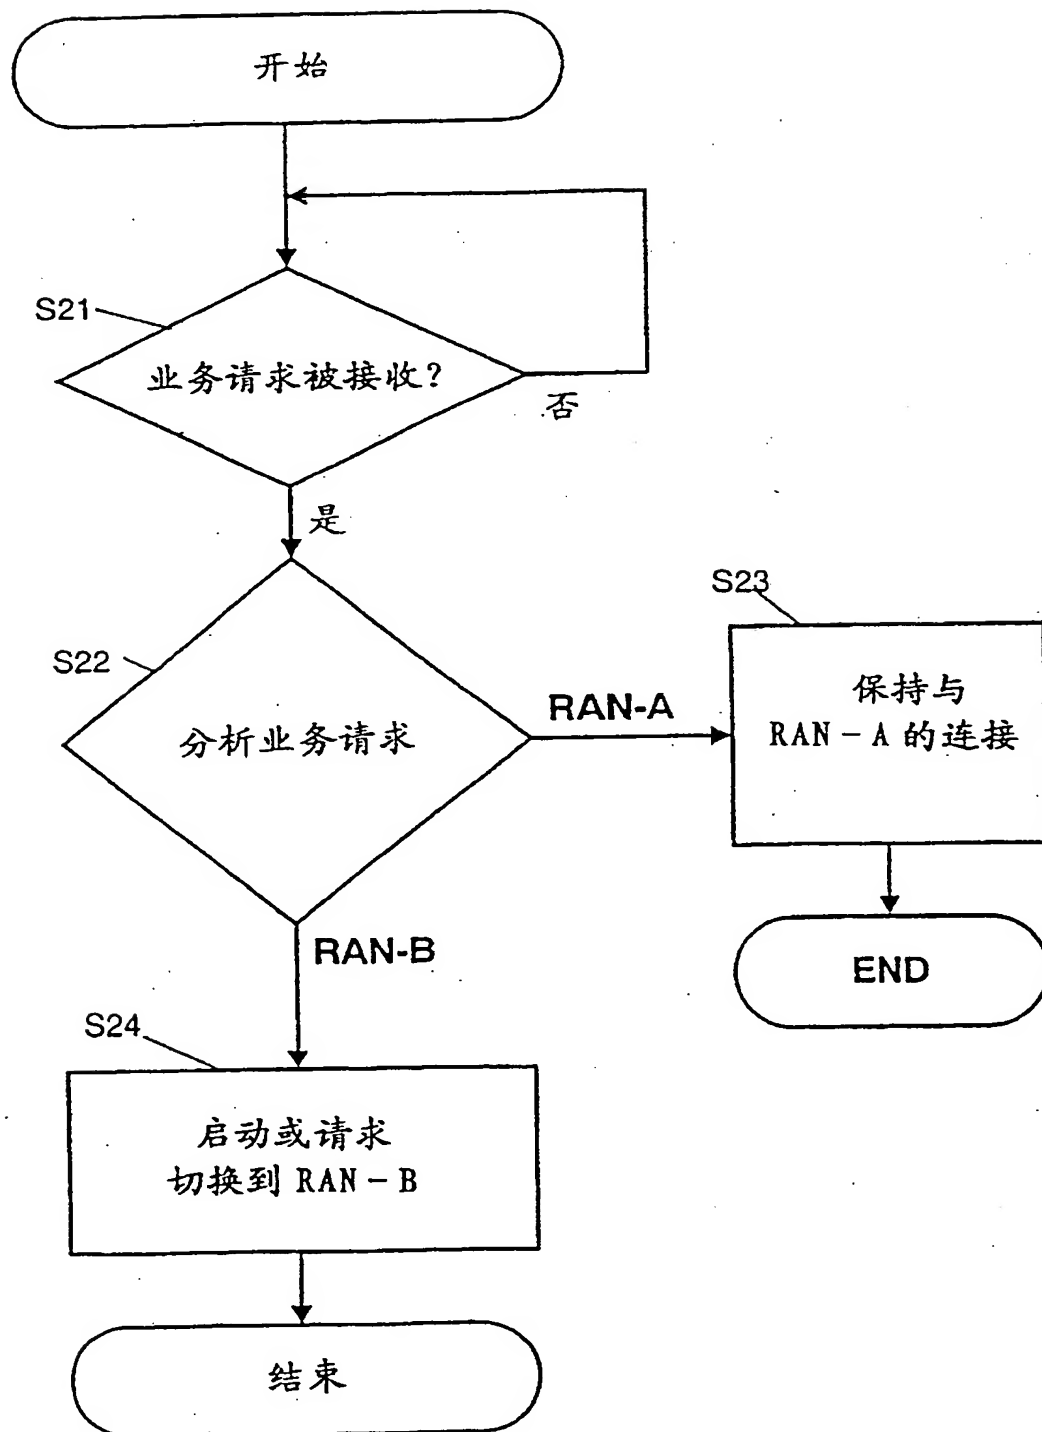 开始
S21
业务请求被接收?
否
是
S22
分析业务请求
RAN-A
S23
保持与
RAN-A 的连接
END
RAN-B
S24
启动或请求
切换到 RAN-B
结束